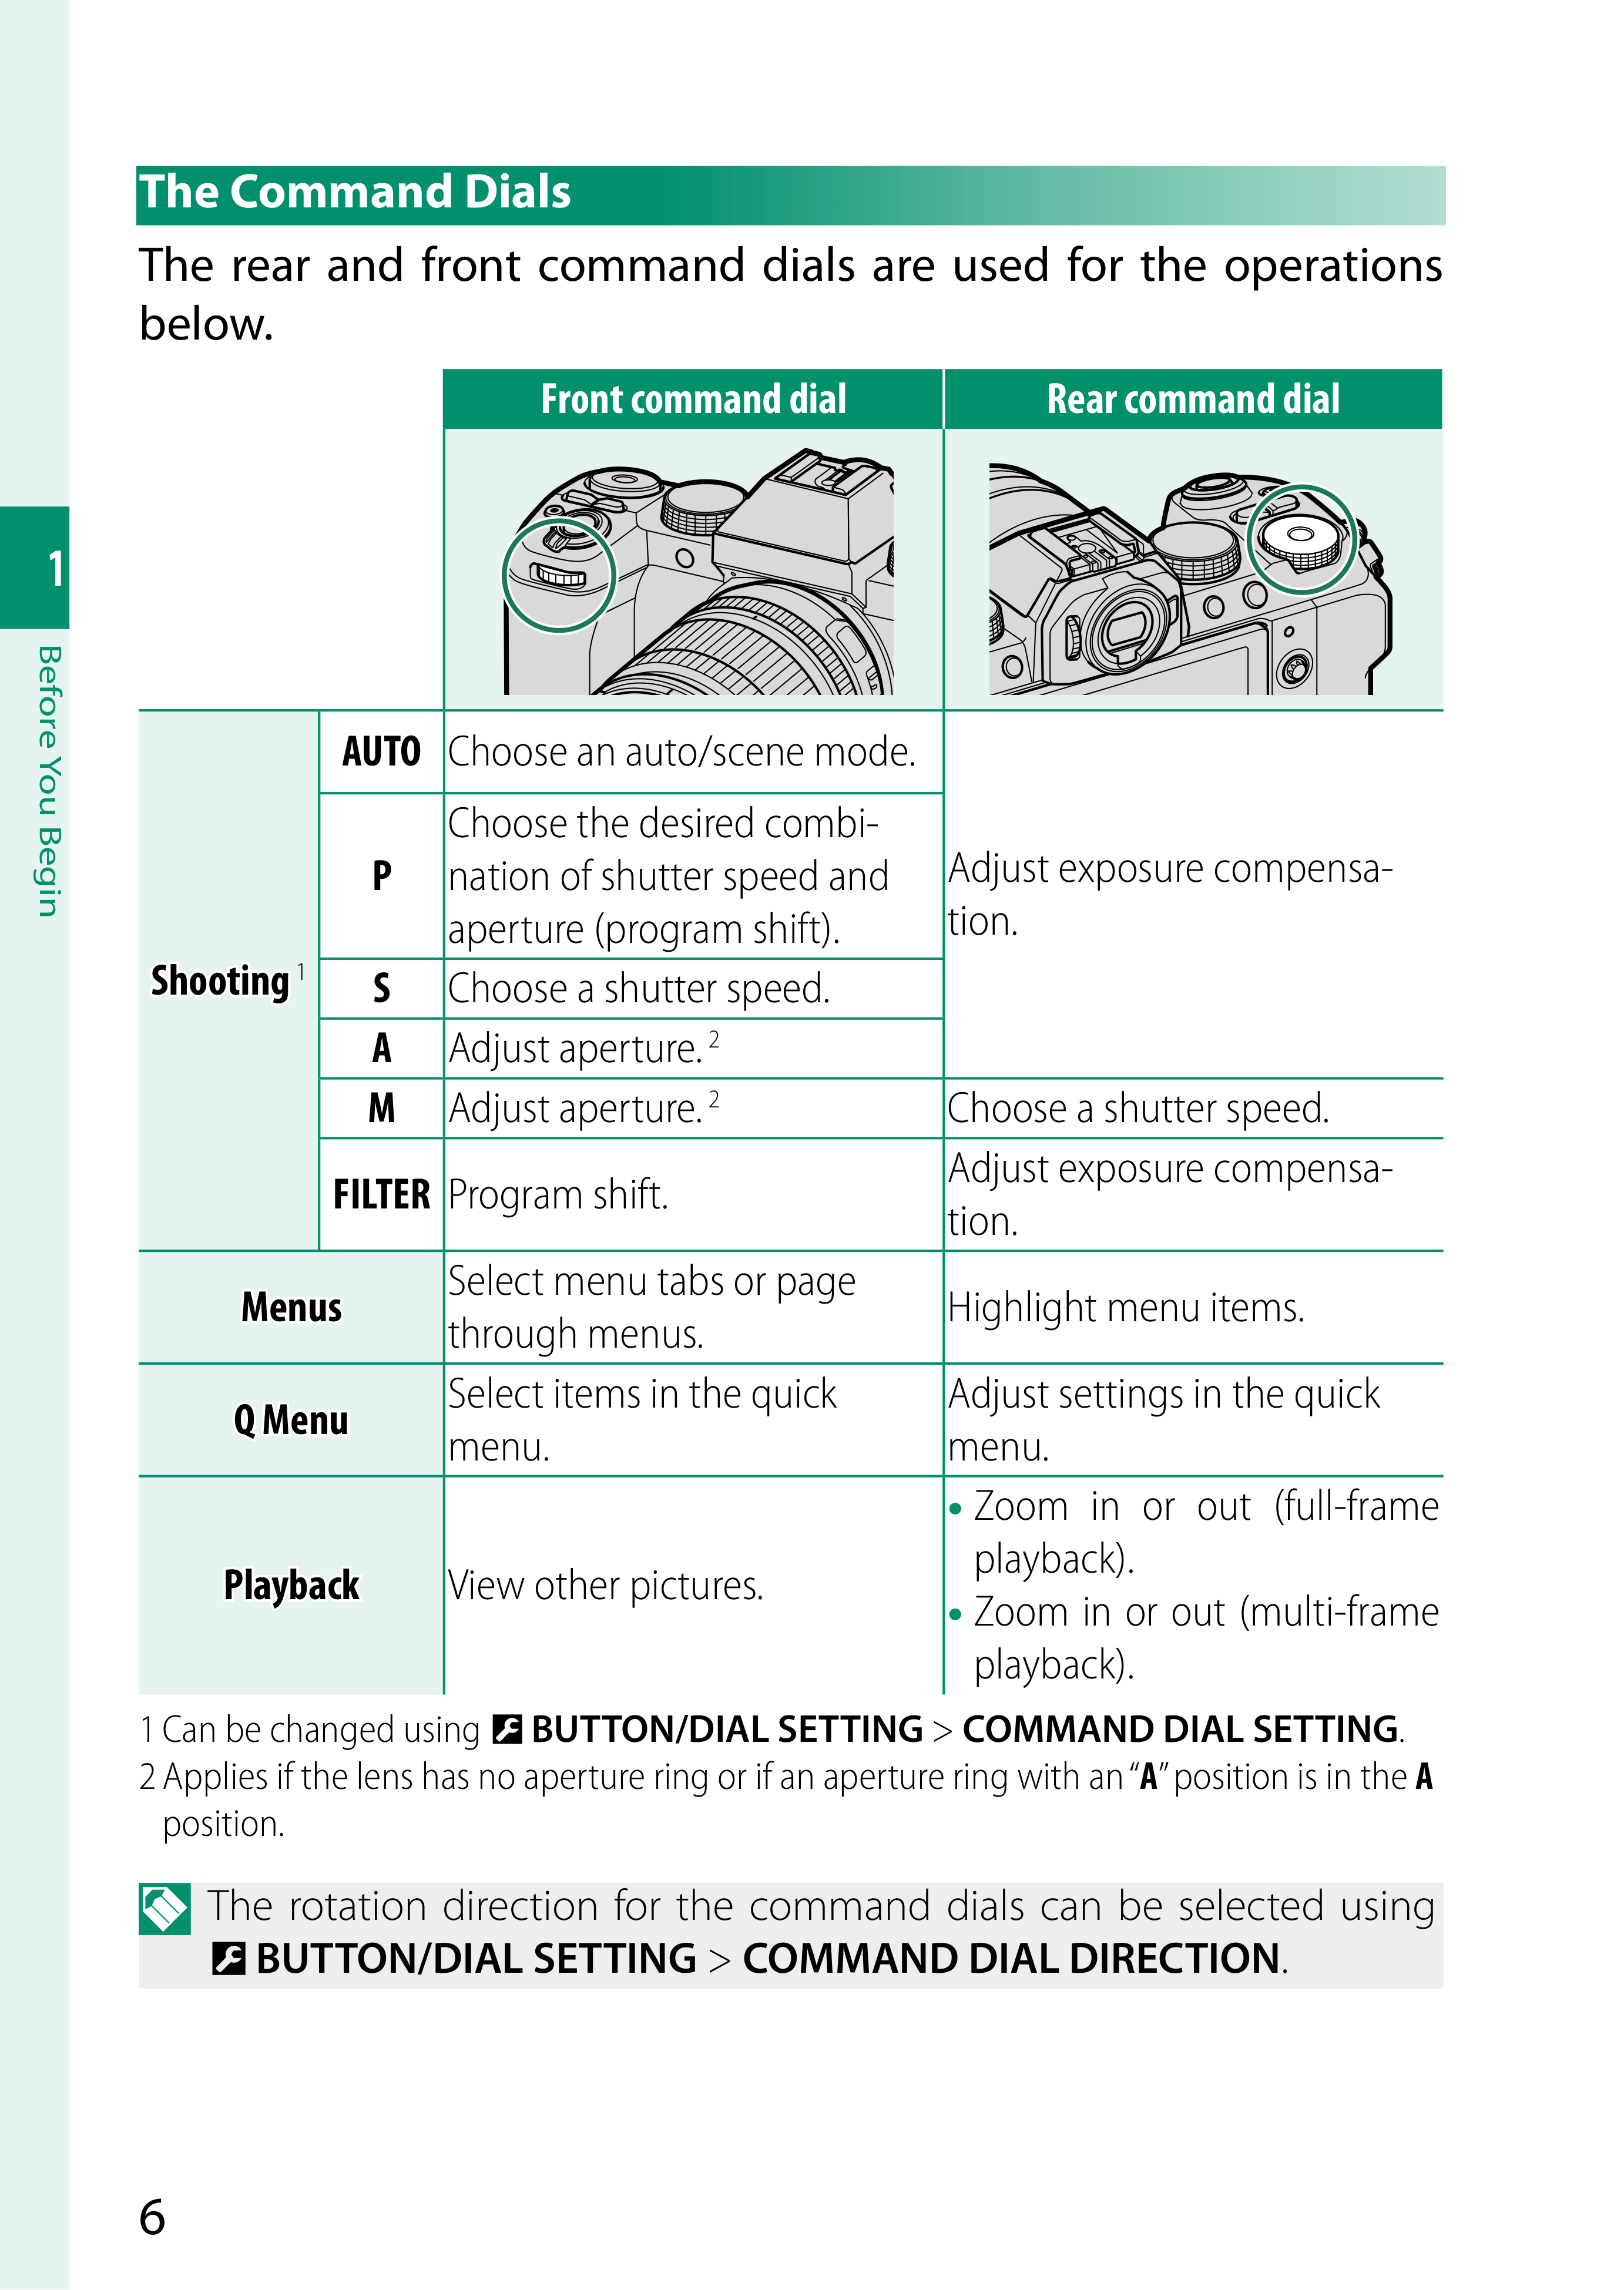 The Command Dials
The rear and front command dials are used for the operations
below.
Front command dial
Rear command dial
Shooting 1
AUTO
Choose an auto/scene mode.
Adjust exposure compensa-
tion.
P
Choose the desired combi-
nation of shutter speed and
aperture (program shift).
S
Choose a shutter speed.
A
Adjust aperture. 2
M
Adjust aperture. 2
Choose a shutter speed.
FILTER
Program shift.
Adjust exposure compensa-
tion.
Menus
Select menu tabs or page
through menus.
Highlight menu items.
Q Menu
Select items in the quick
menu.
Adjust settings in the quick
menu.
Playback
View other pictures.
• Zoom in or out (full-frame
playback).
• Zoom in or out (multi-frame
playback).
1 Can be changed using BUTTON/DIAL SETTING > COMMAND DIAL SETTING.
2 Applies if the lens has no aperture ring or if an aperture ring with an “A” position is in the A
position.
The rotation direction for the command dials can be selected using
BUTTON/DIAL SETTING > COMMAND DIAL DIRECTION.
1
Before You Begin
6